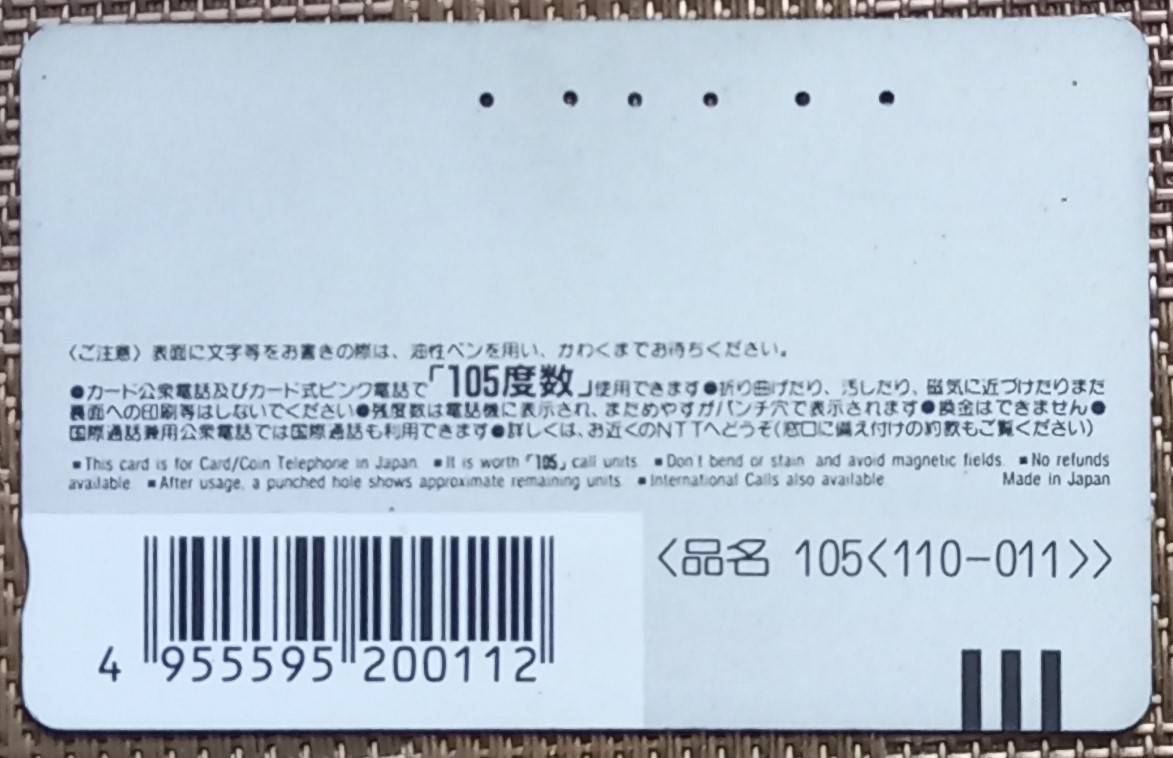 〈ご注意〉表面に文字等をお書きの際は、油性ペンを用い、かわくまでお待ちください。
●カード公衆電話及びカード式ピンク電話で「105度数」使用できます●折り曲げたり、汚したり、磁気に近づけたりまた
裏面への印刷等はしないでください●残度数は電話機に表示され、まためやすがパンチ穴で表示されます●換金はできません●
国際通話兼用公衆電話では国際通話も利用できます●詳しくは、お近くのNTTへどうぞ(窓口に備え付けの約款もご覧ください)
■This card is for Card/Coin Telephone in Japan. ■It is worth「105」call units. ■Don't bend or stain and avoid magnetic fields. ■No refunds
available. ■After usage, a punched hole shows approximate remaining units. ■International Calls also available.
Made in Japan
〈品名 105〈110-011〉〉
4 955595 200112